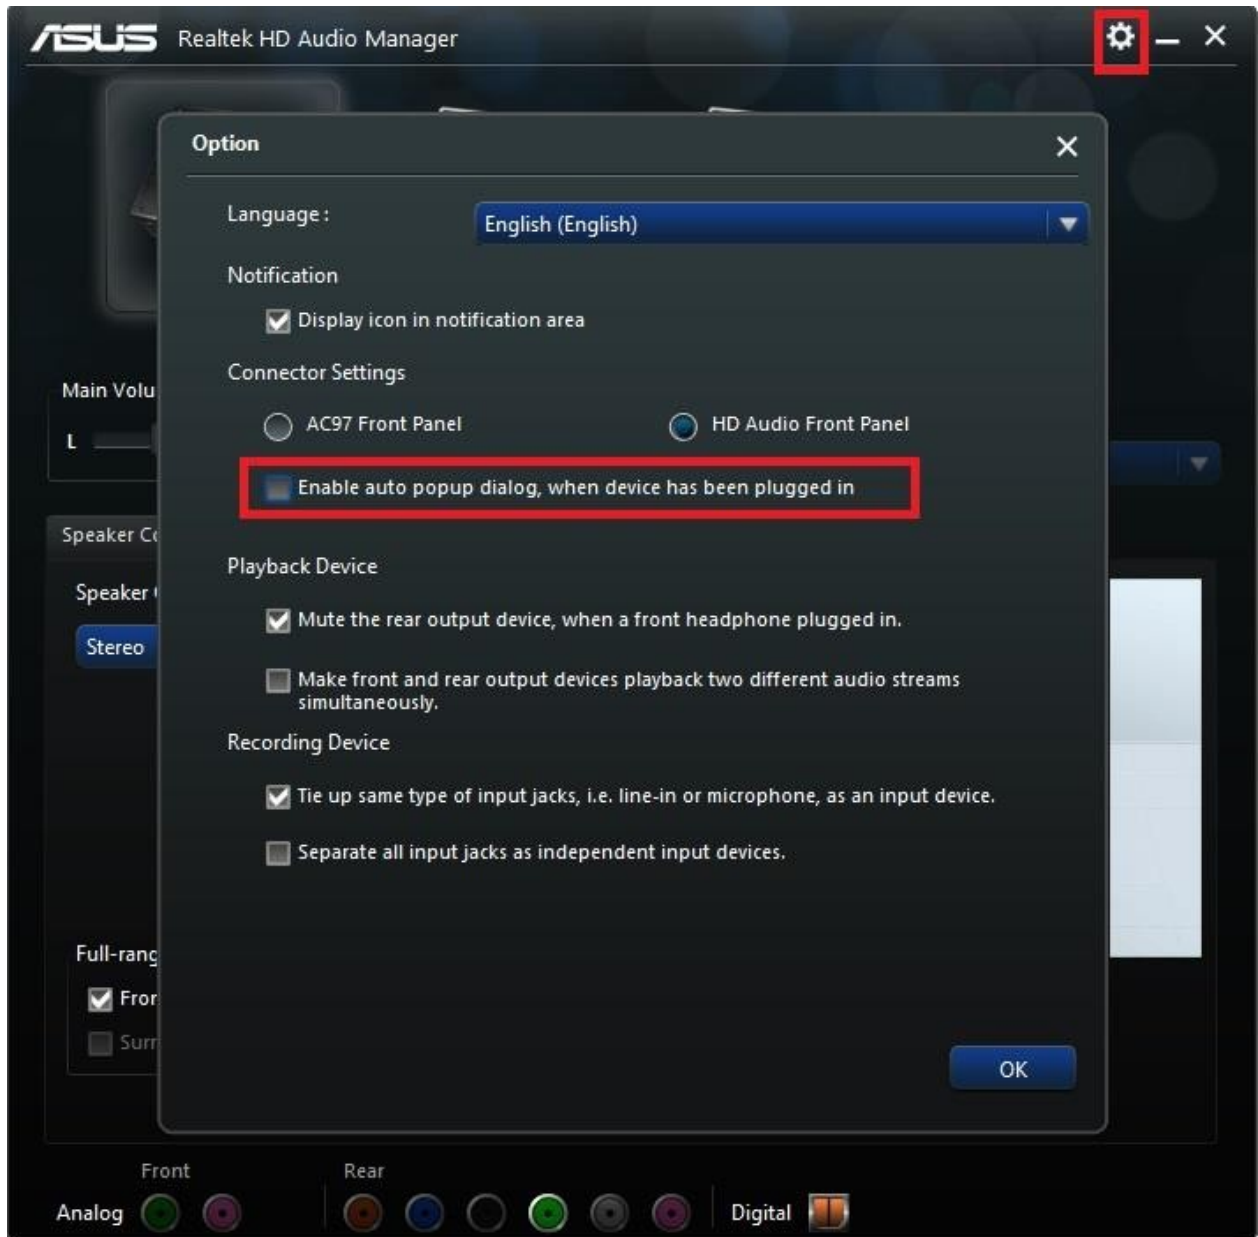 ASUS Realtek HD Audio Manager
Option
Language :
English (English)
Notification
Display icon in notification area
Connector Settings
AC97 Front Panel
HD Audio Front Panel
Enable auto popup dialog, when device has been plugged in
Playback Device
Mute the rear output device, when a front headphone plugged in.
Make front and rear output devices playback two different audio streams
simultaneously.
Recording Device
Tie up same type of input jacks, i.e. line-in or microphone, as an input device.
Separate all input jacks as independent input devices.
OK
Main Volu
L
Speaker Co
Speaker
Stereo
Full-rang
Fror
Surr
Front
Rear
Analog
Digital